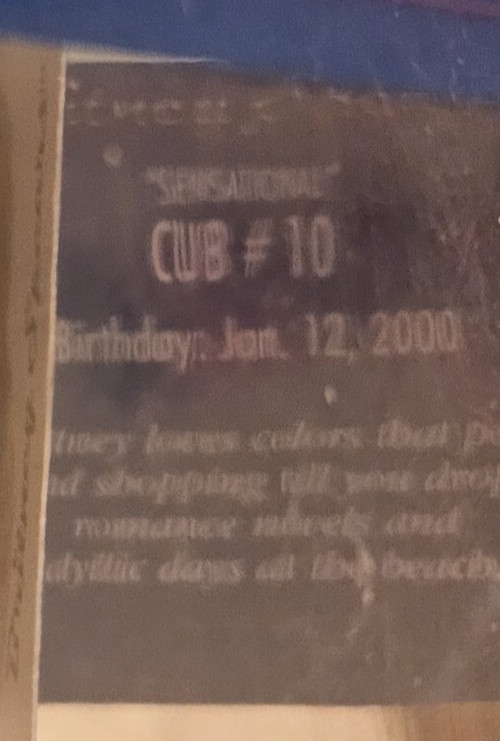 "SENSATIONAL"
CUB # 10
Birthday: Jan. 12, 2000
loves colors that
shopping till you drop
romance novels and
idyllic days at the beach